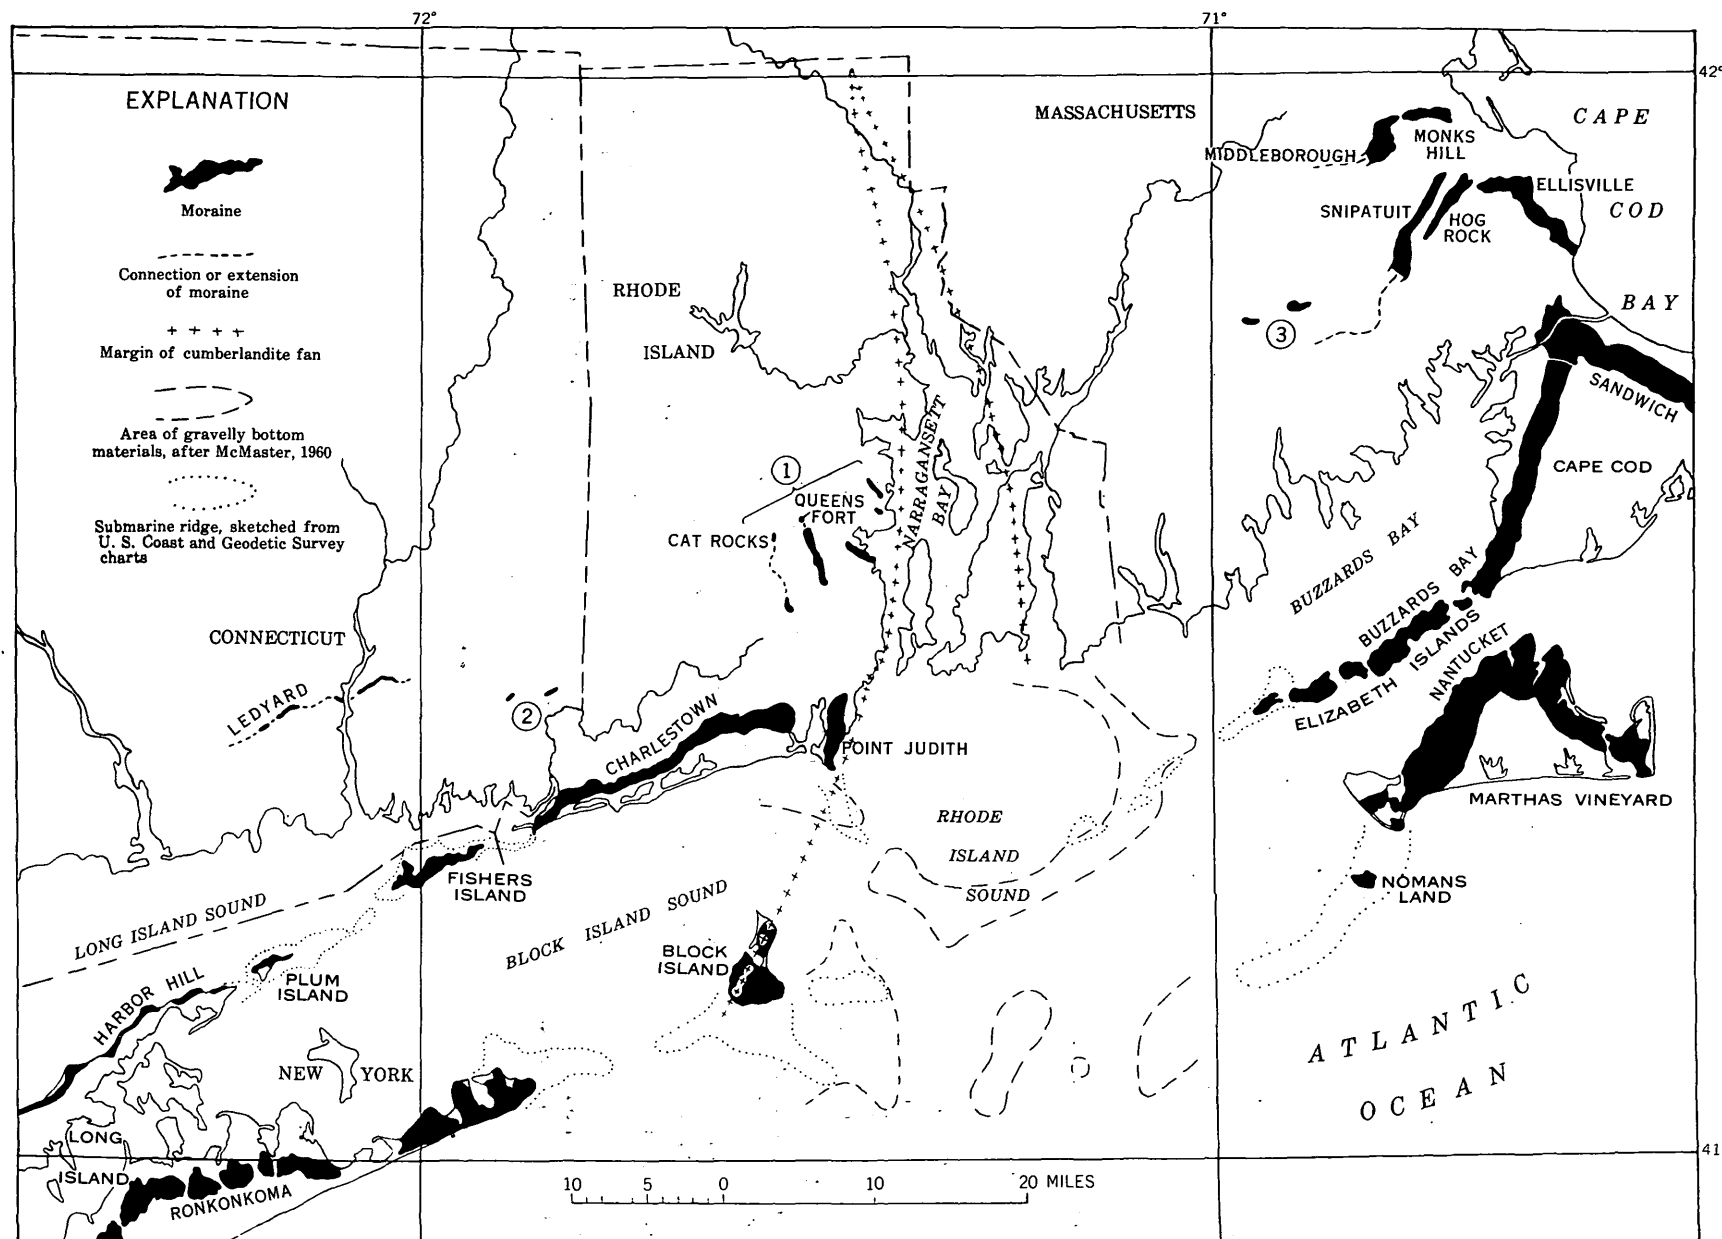 72°
71°
42°
EXPLANATION
Moraine
Connection or extension
of moraine
Margin of cumberlandite fan
Area of gravelly bottom
materials, after McMaster, 1960
Submarine ridge, sketched from
U. S. Coast and Geodetic Survey
charts
MASSACHUSETTS
CAPE
COD
BAY
MIDDLEBOROUGH
MONKS
HILL
ELLISVILLE
SNIPATUIT
HOG
ROCK
RHODE
ISLAND
3
SANDWICH
CAPE COD
NARRAGANSETT
BAY
1
QUEENS
FORT
CAT ROCKS
BUZZARDS BAY
BUZZARDS BAY
ELIZABETH ISLANDS
NANTUCKET
CONNECTICUT
LEDYARD
2
CHARLESTOWN
POINT JUDITH
MARTHAS VINEYARD
RHODE
ISLAND
SOUND
FISHERS
ISLAND
NOMANS
LAND
LONG ISLAND SOUND
BLOCK ISLAND SOUND
BLOCK
ISLAND
PLUM
ISLAND
HARBOR HILL
NEW YORK
ATLANTIC
OCEAN
LONG
ISLAND
RONKONKOMA
41
10 5 0 10 20 MILES